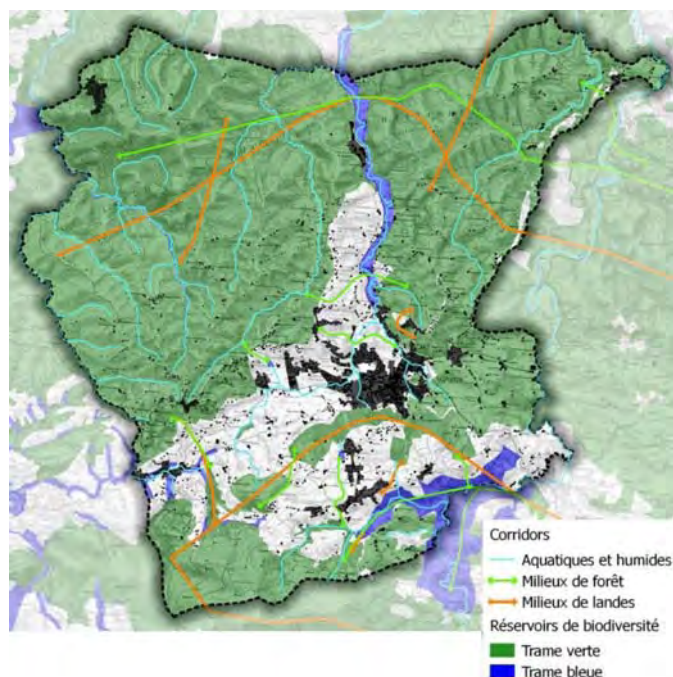 Corridors
Aquatiques et humides
Milieux de forêt
Milieux de landes
Réservoirs de biodiversité
Trame verte
Trame bleue